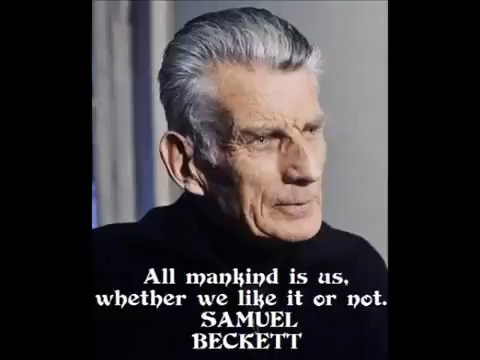 All mankind is us,
whether we like it or not.
SAMUEL
BECKETT